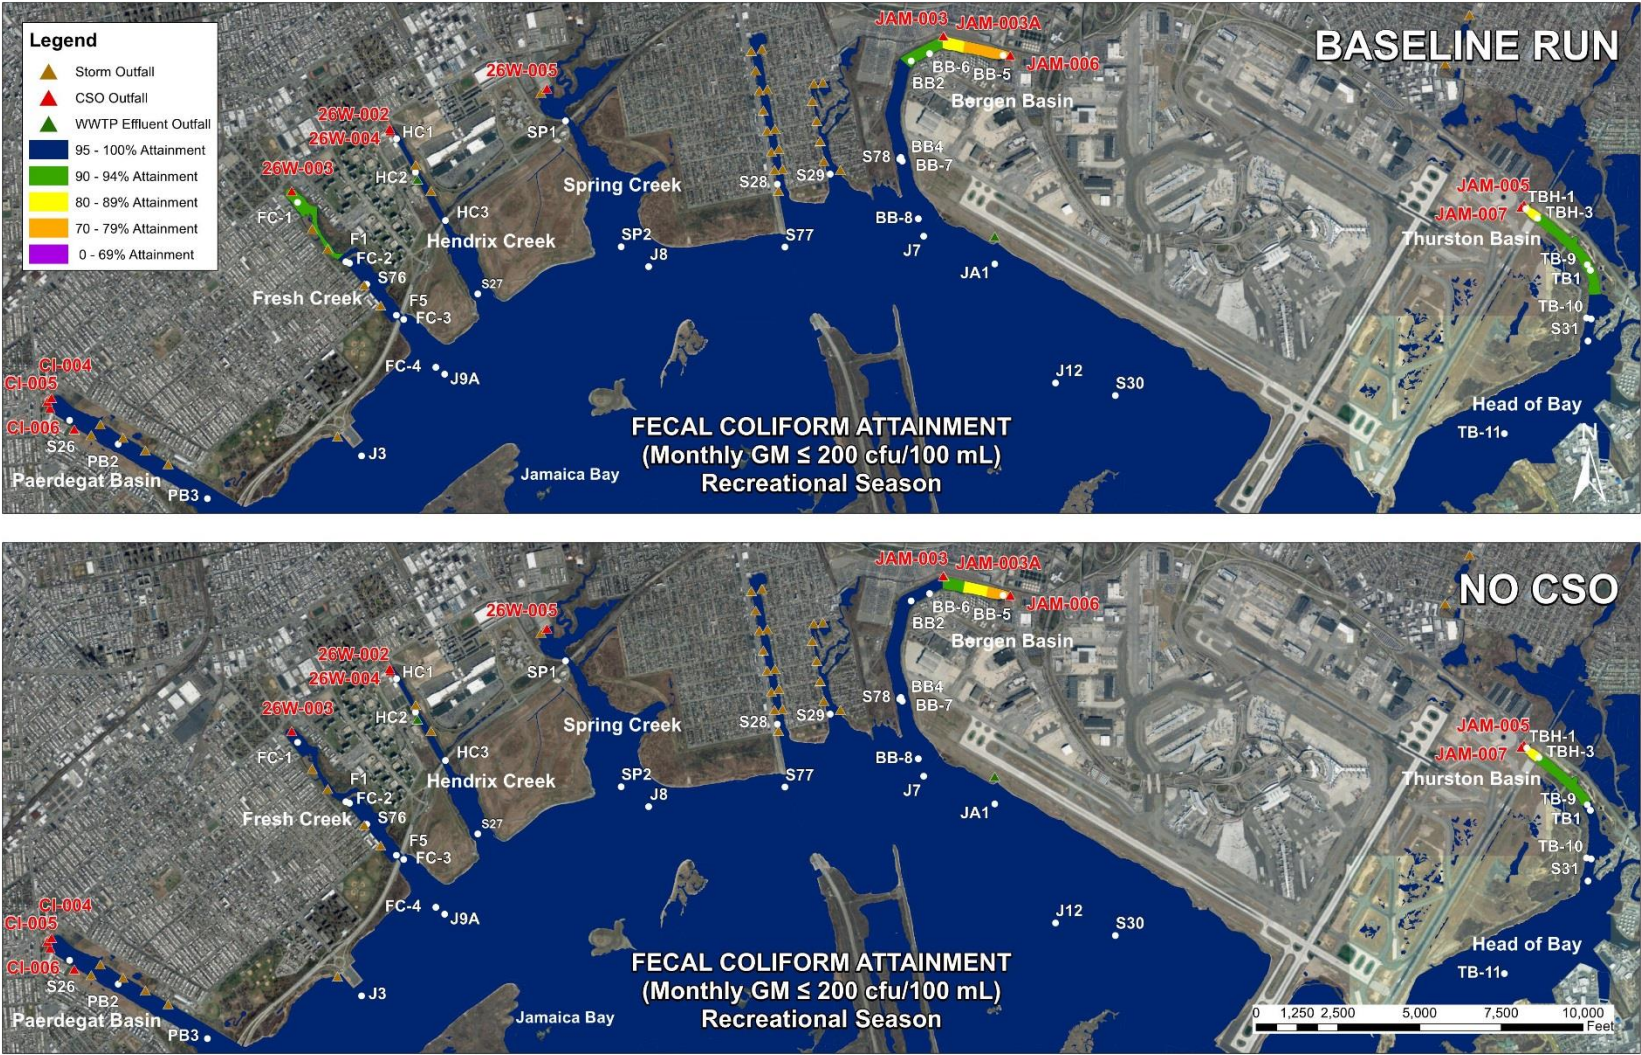 BASELINE RUN
Legend
Storm Outfall
CSO Outfall
WWTP Effluent Outfall
95 - 100% Attainment
90 - 94% Attainment
80 - 89% Attainment
70 - 79% Attainment
0 - 69% Attainment
JAM-003
JAM-003A
JAM-006
BB-6
BB-5
BB2
Bergen Basin
26W-005
26W-002
26W-004
HC1
SP1
26W-003
HC2
Spring Creek
S28
S29
S78
BB4
BB-7
JAM-005
TBH-1
JAM-007
TBH-3
FC-1
HC3
BB-8
Thurston Basin
F1
FC-2
Hendrix Creek
SP2
J8
S77
J7
JA1
TB-9
TB1
S76
S27
Fresh Creek
F5
FC-3
TB-10
S31
FC-4
J9A
J12
S30
CI-004
CI-005
CI-006
S26
PB2
Paerdegat Basin
PB3
J3
Jamaica Bay
FECAL COLIFORM ATTAINMENT
(Monthly GM ≤ 200 cfu/100 mL)
Recreational Season
Head of Bay
TB-11
N
NO CSO
JAM-003
JAM-003A
JAM-006
BB-6
BB-5
BB2
Bergen Basin
26W-005
26W-002
26W-004
HC1
SP1
26W-003
HC2
Spring Creek
S28
S29
S78
BB4
BB-7
JAM-005
TBH-1
JAM-007
TBH-3
FC-1
HC3
BB-8
Thurston Basin
F1
FC-2
Hendrix Creek
SP2
J8
S77
J7
JA1
TB-9
TB1
S76
S27
Fresh Creek
F5
FC-3
TB-10
S31
FC-4
J9A
J12
S30
CI-004
CI-005
CI-006
S26
PB2
Paerdegat Basin
PB3
J3
Jamaica Bay
FECAL COLIFORM ATTAINMENT
(Monthly GM ≤ 200 cfu/100 mL)
Recreational Season
Head of Bay
TB-11
0 1,250 2,500 5,000 7,500 10,000
Feet